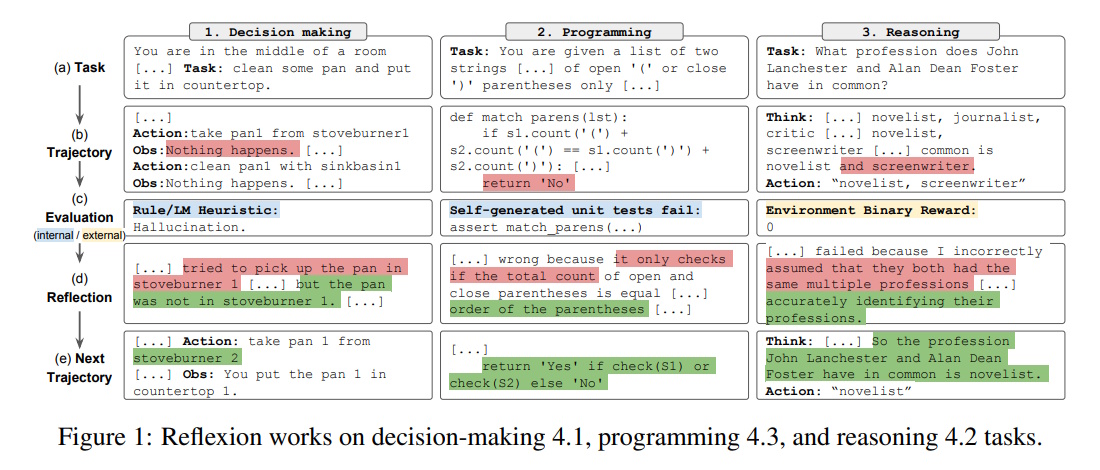 1. Decision making
2. Programming
3. Reasoning
(a) Task
You are in the middle of a room
[...] Task: clean some pan and put
it in countertop.
Task: You are given a list of two
strings [...] of open '(' or close
')' parentheses only [...]
Task: What profession does John
Lanchester and Alan Dean Foster
have in common?
(b)
Trajectory
[...]
Action:take pan1 from stoveburner1
Obs:Nothing happens. [...]
Action:clean pan1 with sinkbasin1
Obs:Nothing happens. [...]
def match parens(lst):
if s1.count('(') +
s2.count('(') == s1.count(')') +
s2.count(')'): [...]
return 'No'
Think: [...] novelist, journalist,
critic [...] novelist,
screenwriter [...] common is
novelist and screenwriter.
Action: “novelist, screenwriter”
(c)
Evaluation
(internal / external)
Rule/LM Heuristic:
Hallucination.
Self-generated unit tests fail:
assert match_parens(...)
Environment Binary Reward:
0
(d)
Reflection
[...] tried to pick up the pan in
stoveburner 1 [...] but the pan
was not in stoveburner 1. [...]
[...] wrong because it only checks
if the total count of open and
close parentheses is equal [...]
order of the parentheses [...]
[...] failed because I incorrectly
assumed that they both had the
same multiple professions [...]
accurately identifying their
professions.
(e) Next
Trajectory
[...] Action: take pan 1 from
stoveburner 2
[...] Obs: You put the pan 1 in
countertop 1.
[...]
return 'Yes' if check(S1) or
check(S2) else 'No'
Think: [...] So the profession
John Lanchester and Alan Dean
Foster have in common is novelist.
Action: “novelist”
Figure 1: Reflexion works on decision-making 4.1, programming 4.3, and reasoning 4.2 tasks.